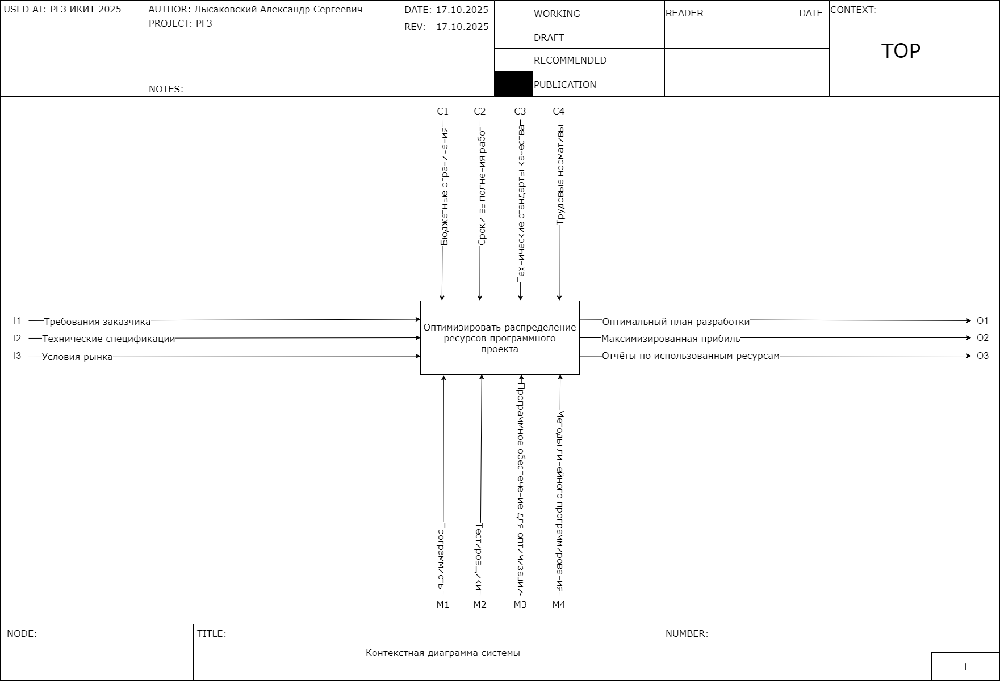 USED AT: РГЗ ИКИТ 2025
AUTHOR: Лысаковский Александр Сергеевич
PROJECT: РГЗ
DATE: 17.10.2025
REV: 17.10.2025
NOTES:
WORKING
DRAFT
RECOMMENDED
PUBLICATION
READER DATE
CONTEXT:
TOP
C1
C2
C3
C4
Бюджетные ограничения
Сроки выполнения работ
Технические стандарты качества
Трудовые нормативы
I1 Требования заказчика
I2 Технические спецификации
I3 Условия рынка
Оптимизировать распределение
ресурсов программного
проекта
Оптимальный план разработки O1
Максимизированная прибиль O2
Отчёты по использованным ресурсам O3
Программисты
Тестировщики
Программное обеспечение для оптимизации
Методы линейного программирования
M1
M2
M3
M4
NODE:
TITLE:
Контекстная диаграмма системы
NUMBER:
1